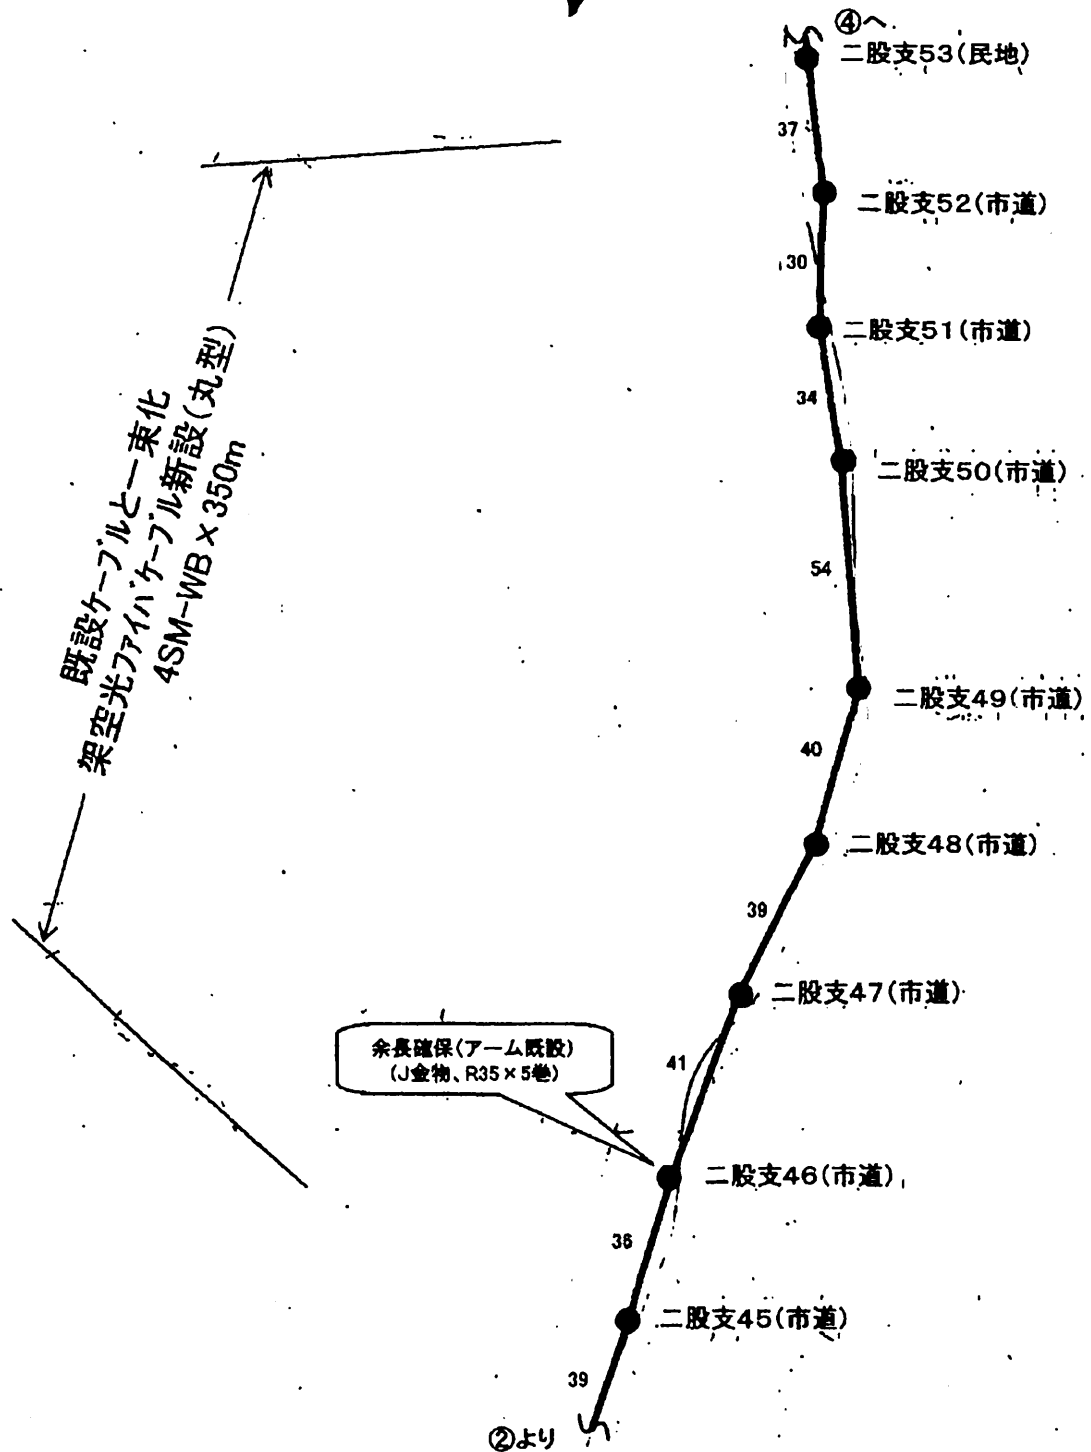 ④へ
二股支53(民地)
37
二股支52(市道)
30
二股支51(市道)
34
二股支50(市道)
54
二股支49(市道)
40
二股支48(市道)
39
二股支47(市道)
41
二股支46(市道)
36
二股支45(市道)
39
②より
既設ケーブルと一束化
架空光ファイバケーブル新設(丸型)
4SM-WB×350m
余長確保(アーム既設)
(J金物、R35×5巻)